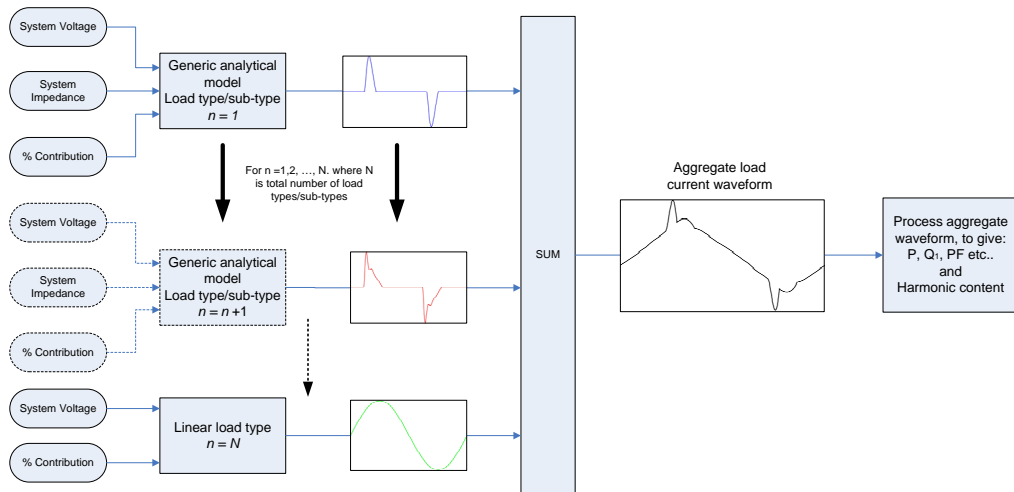 System Voltage
System
Impedance
% Contribution
Generic analytical
model
Load type/sub-type
n = 1
For n =1,2, …, N. where N
is total number of load
types/sub-types
System Voltage
System
Impedance
% Contribution
Generic analytical
model
Load type/sub-type
n = n+1
System Voltage
% Contribution
Linear load type
n = N
SUM
Aggregate load
current waveform
Process aggregate
waveform, to give:
P, Q₁, PF etc..
and
Harmonic content